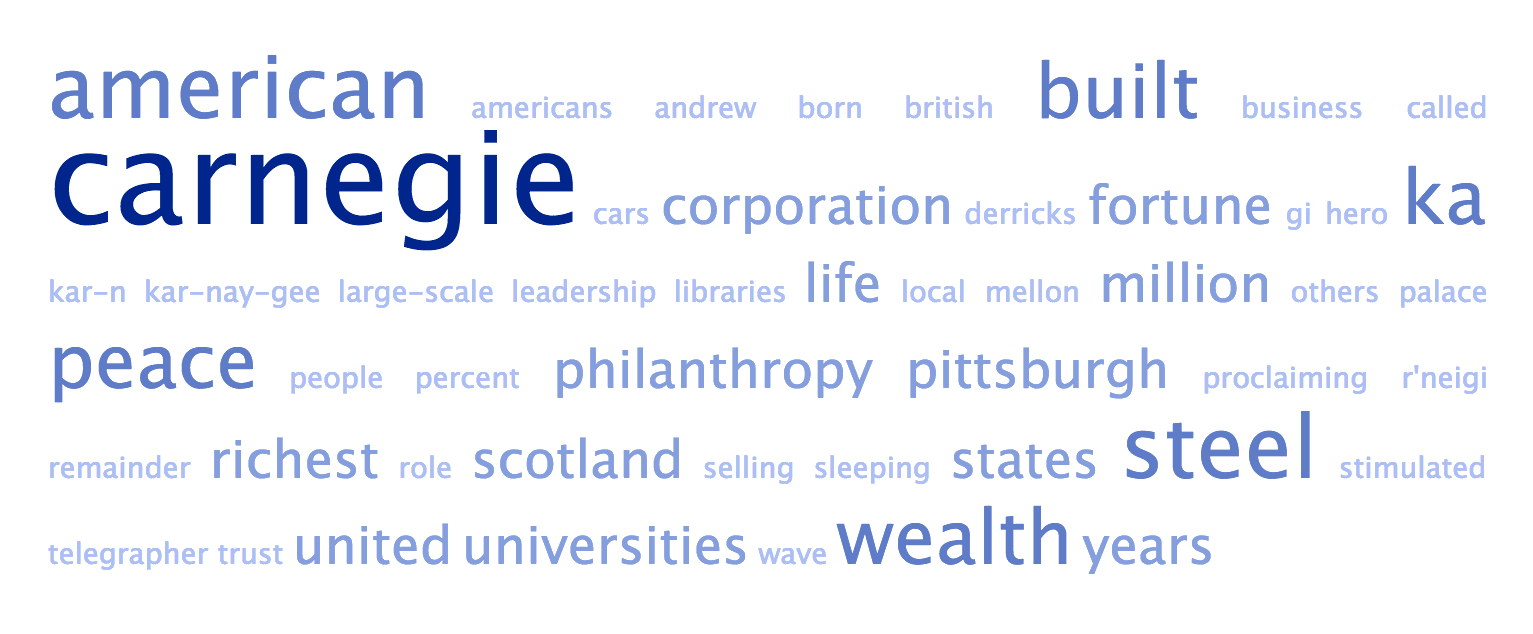 american americans andrew born british built business called
carnegie cars corporation derricks fortune gi hero ka
kar-n kar-nay-gee large-scale leadership libraries life local mellon million others palace
peace people percent philanthropy pittsburgh proclaiming r'neigi
remainder richest role scotland selling sleeping states steel stimulated
telegrapher trust united universities wave wealth years